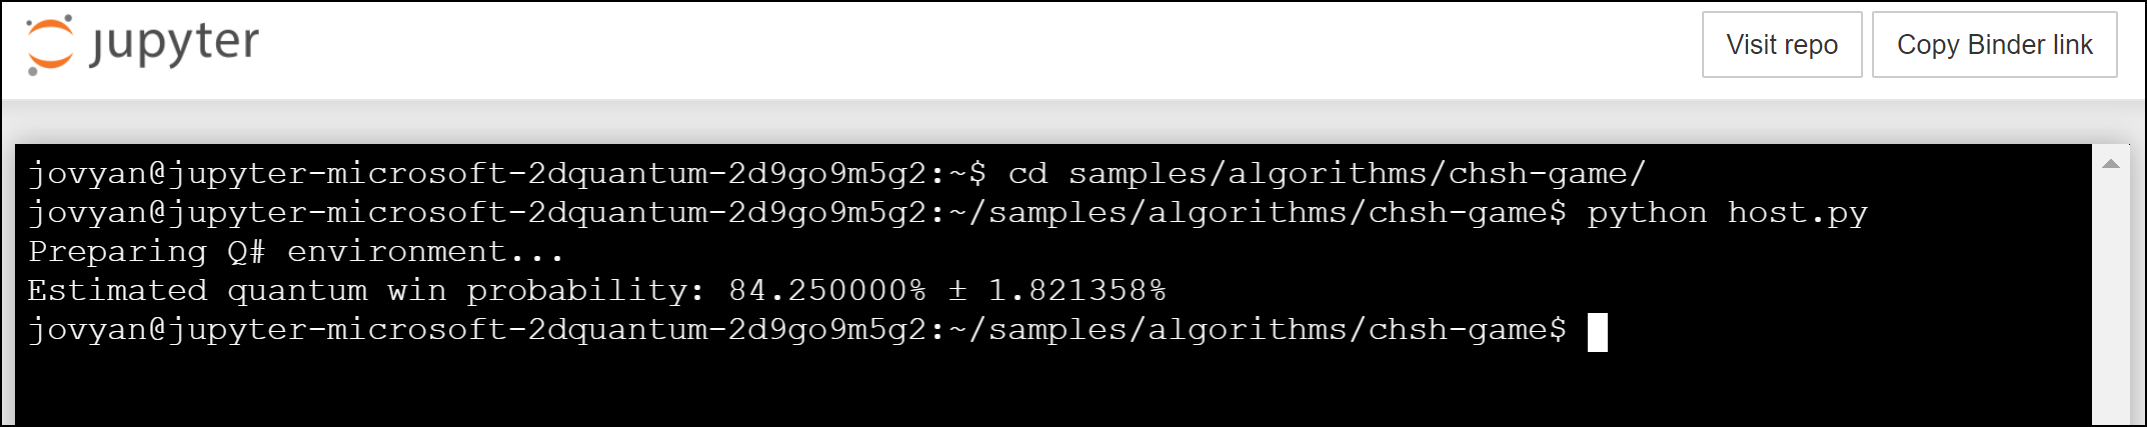 jupyter
Visit repo
Copy Binder link
jovyan@jupyter-microsoft-2dquantum-2d9go9m5g2:~$ cd samples/algorithms/chsh-game/
jovyan@jupyter-microsoft-2dquantum-2d9go9m5g2:~/samples/algorithms/chsh-game$ python host.py
Preparing Q# environment...
Estimated quantum win probability: 84.250000% ± 1.821358%
jovyan@jupyter-microsoft-2dquantum-2d9go9m5g2:~/samples/algorithms/chsh-game$